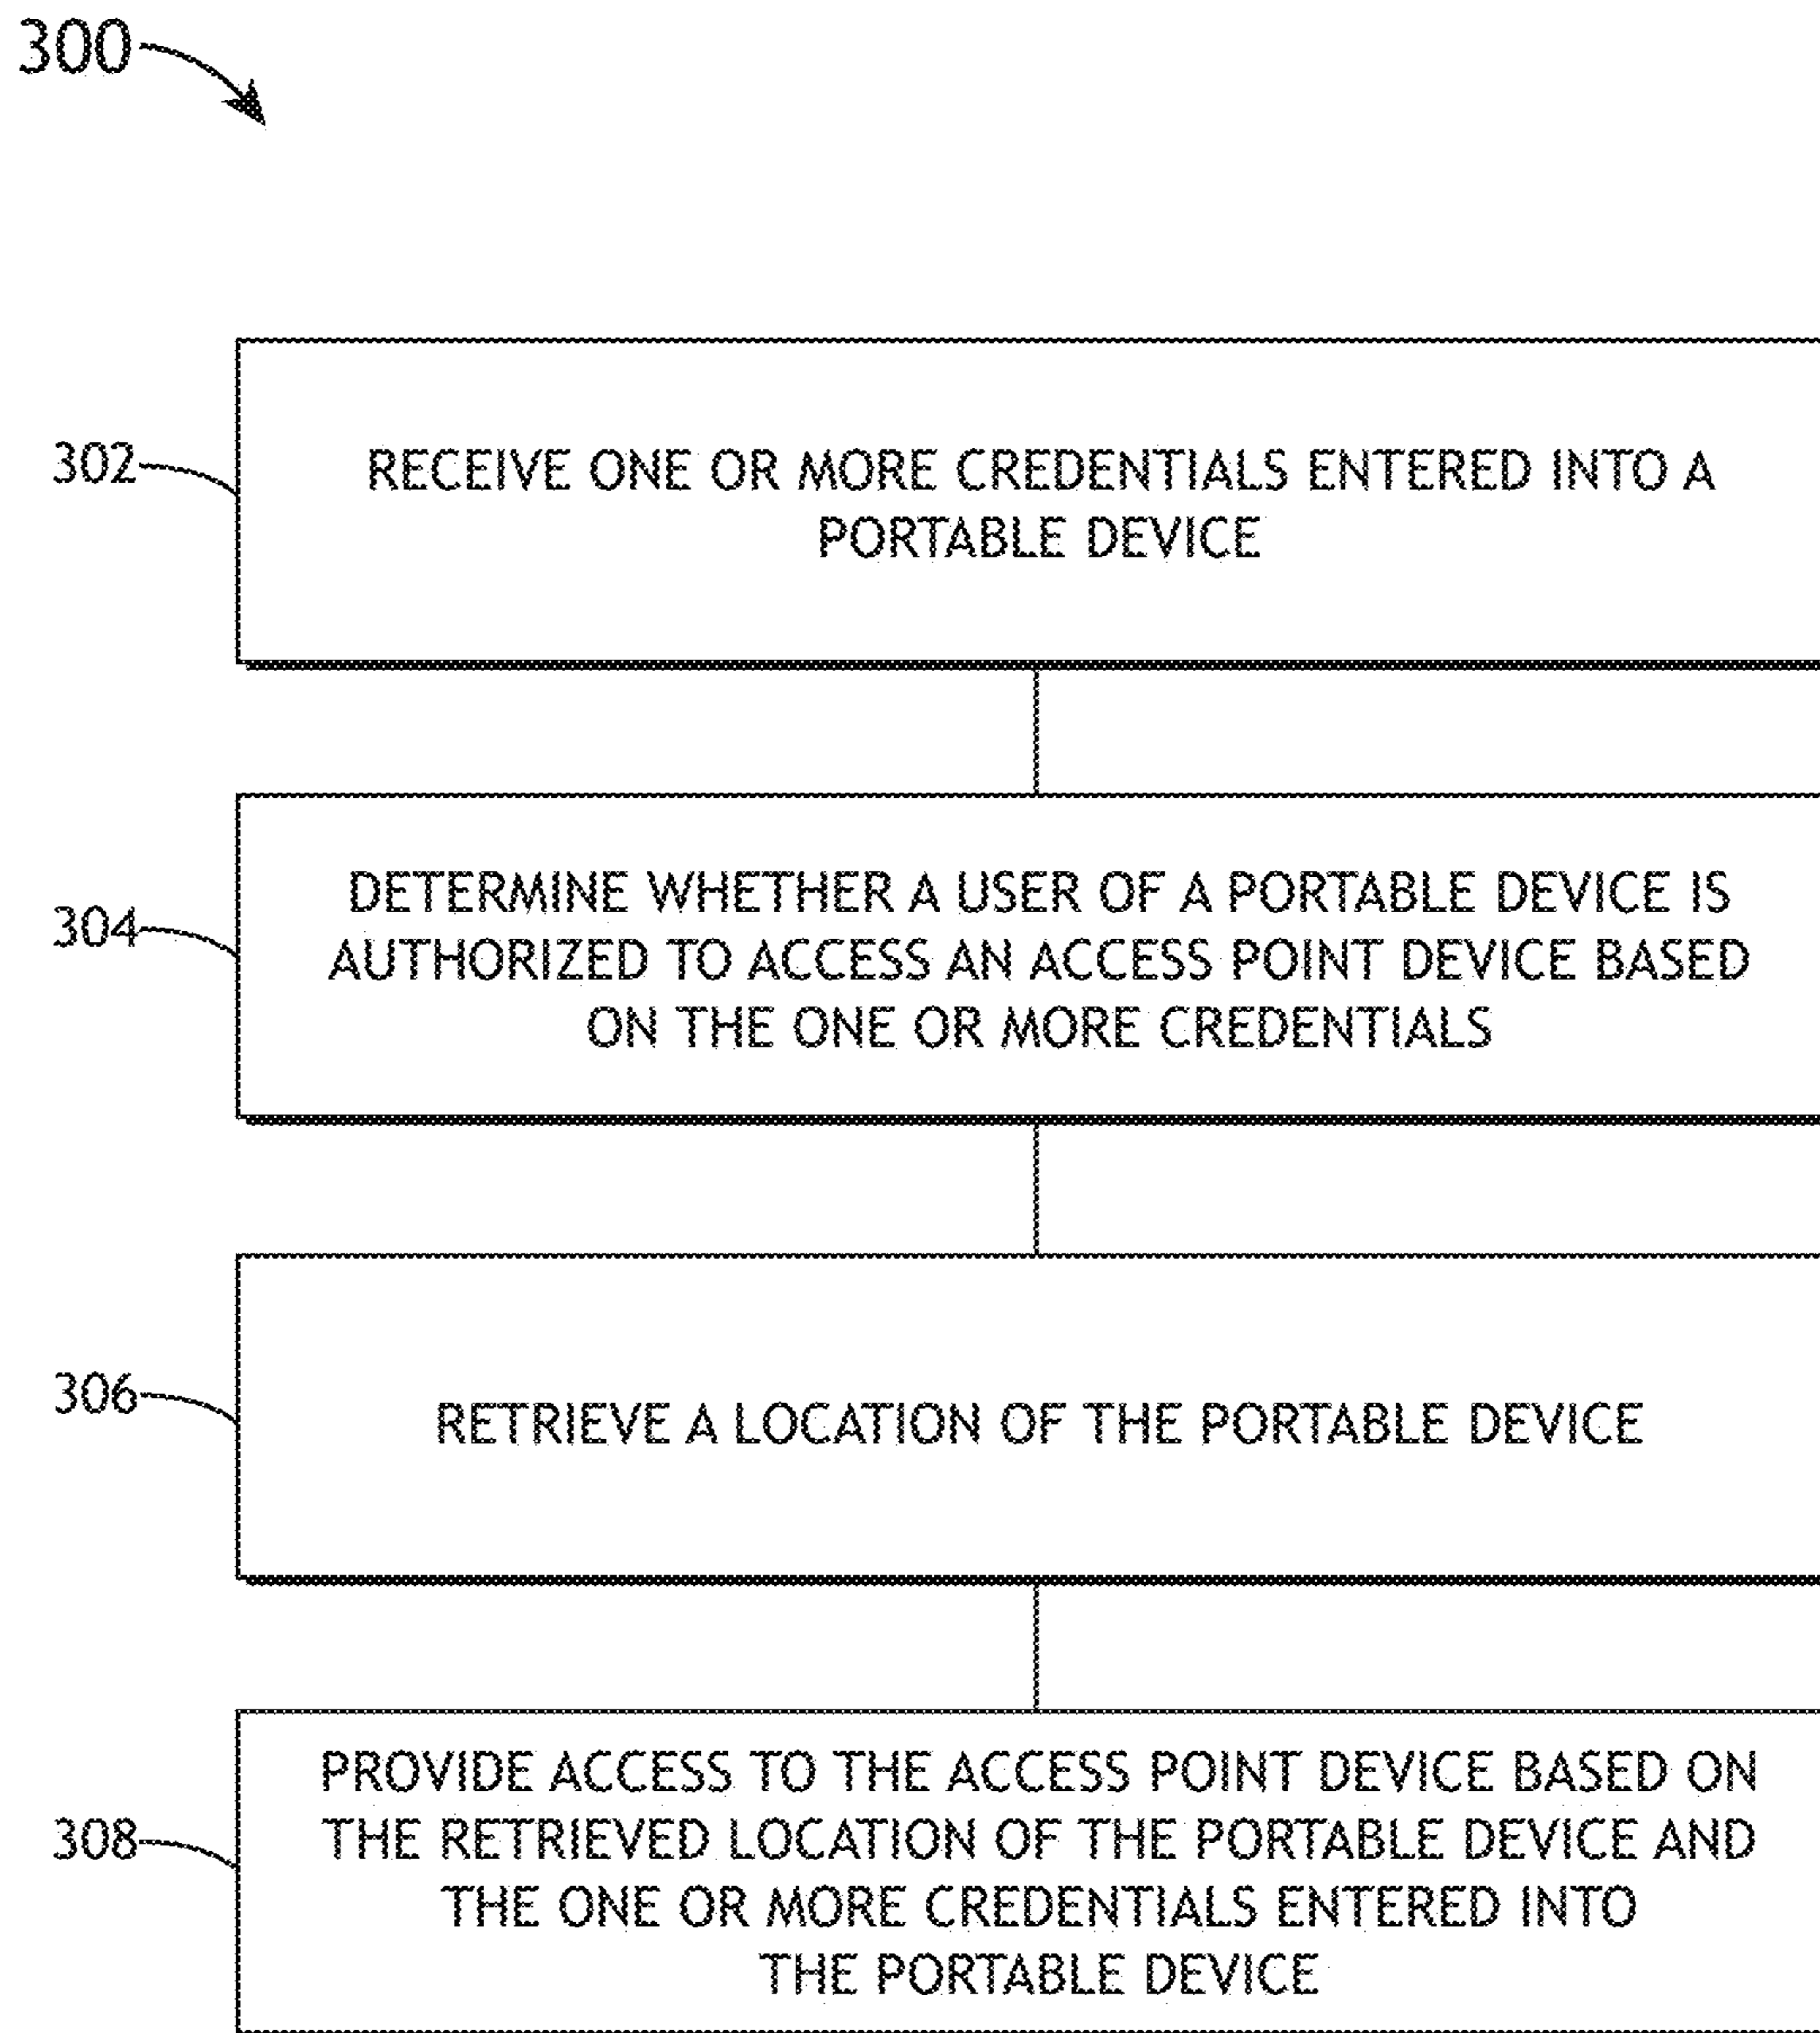 300
302
RECEIVE ONE OR MORE CREDENTIALS ENTERED INTO A
PORTABLE DEVICE
304
DETERMINE WHETHER A USER OF A PORTABLE DEVICE IS
AUTHORIZED TO ACCESS AN ACCESS POINT DEVICE BASED
ON THE ONE OR MORE CREDENTIALS
306
RETRIEVE A LOCATION OF THE PORTABLE DEVICE
308
PROVIDE ACCESS TO THE ACCESS POINT DEVICE BASED ON
THE RETRIEVED LOCATION OF THE PORTABLE DEVICE AND
THE ONE OR MORE CREDENTIALS ENTERED INTO
THE PORTABLE DEVICE